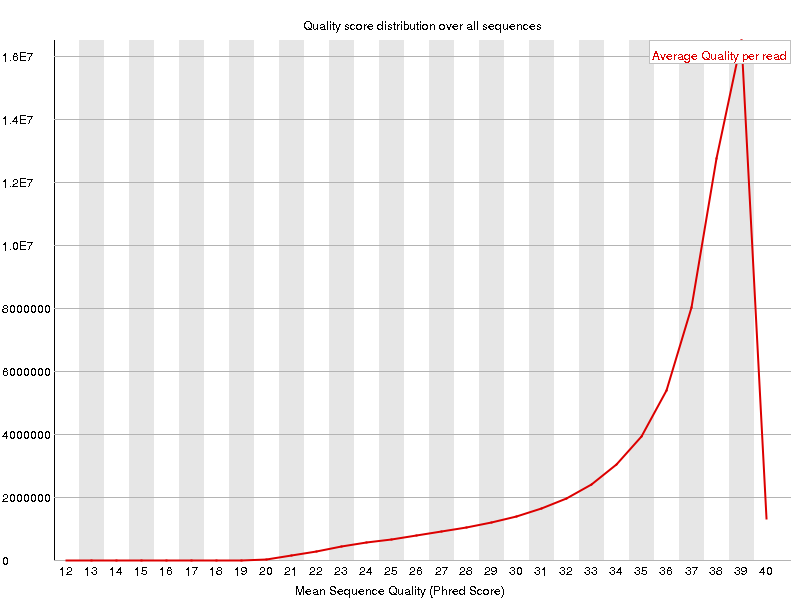 Quality score distribution over all sequences
Average Quality per read
1.6E7
1.4E7
1.2E7
1.0E7
8000000
6000000
4000000
2000000
0
12 13 14 15 16 17 18 19 20 21 22 23 24 25 26 27 28 29 30 31 32 33 34 35 36 37 38 39 40
Mean Sequence Quality (Phred Score)